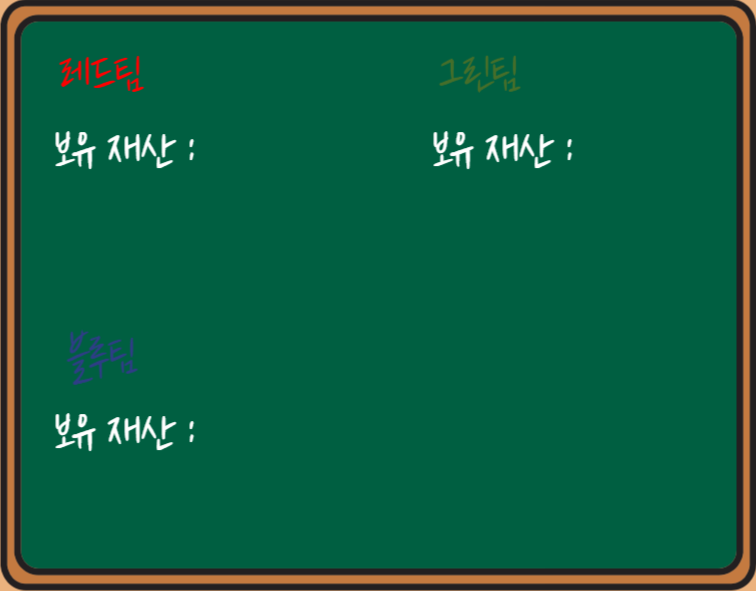 레드팀
보유 재산 :
그린팀
보유 재산 :
블루팀
보유 재산 :